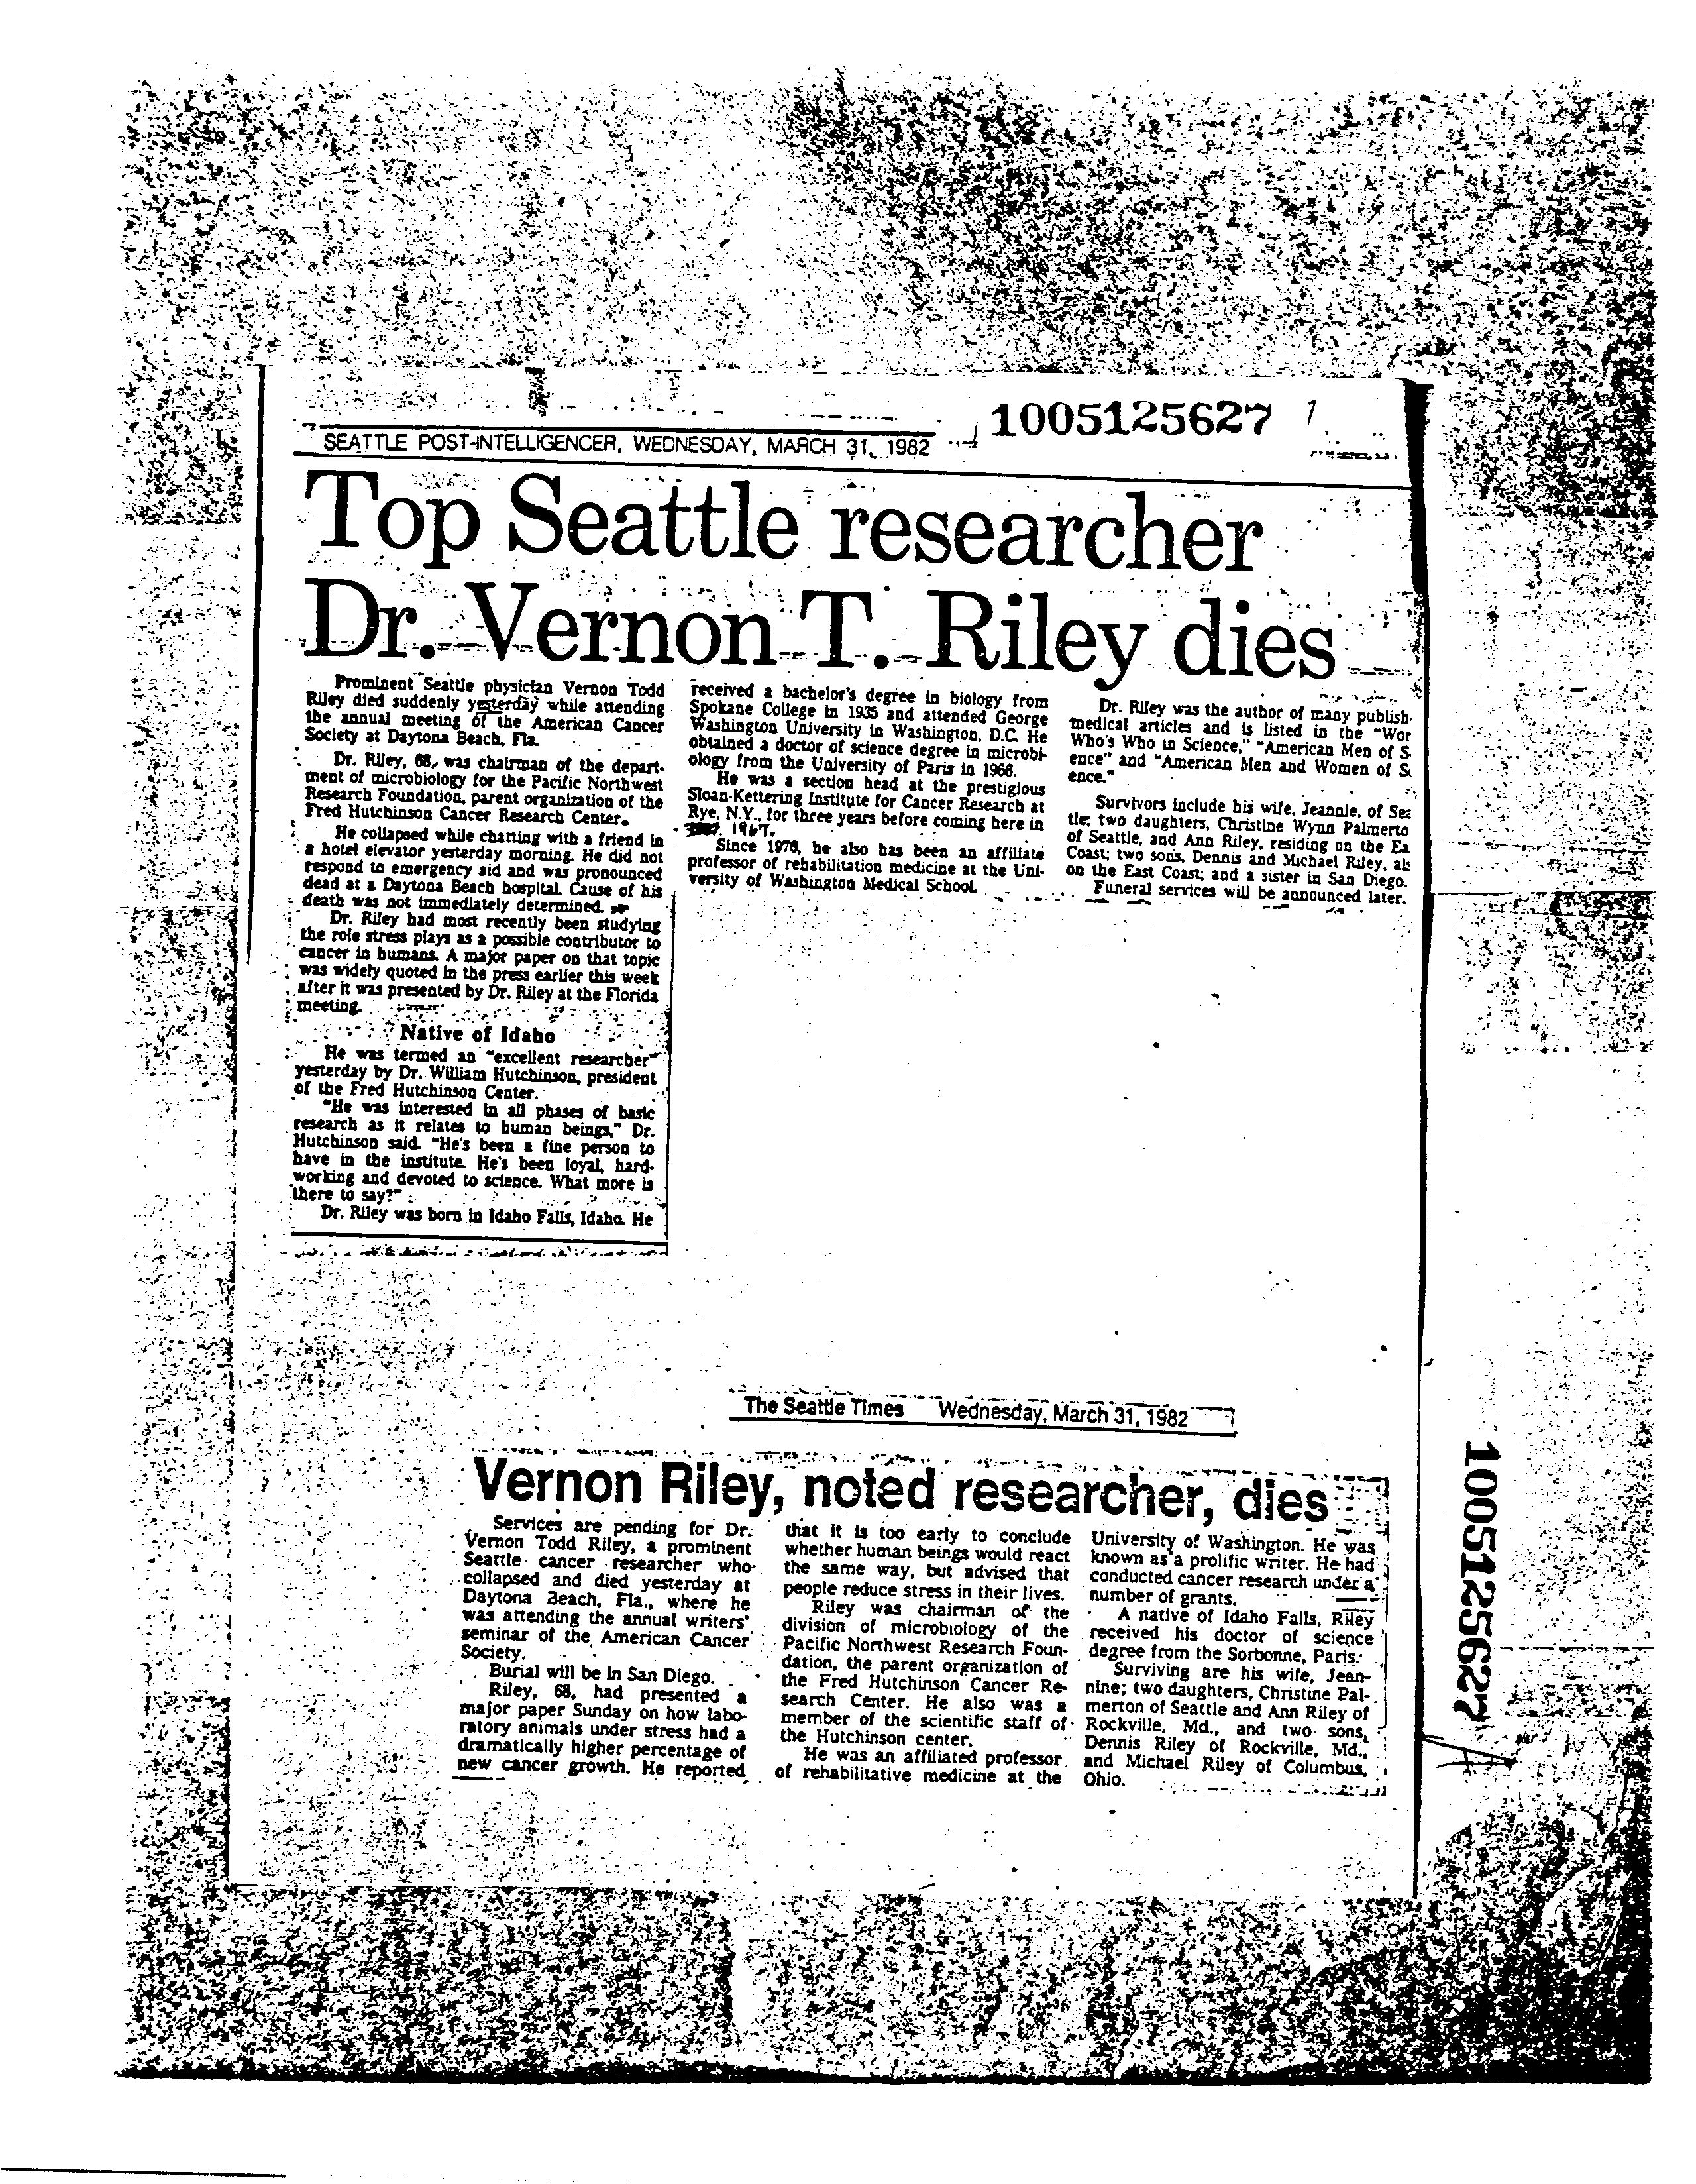 1005125627 1
SEATTLE POST-INTELLIGENCER, WEDNESDAY, MARCH 31, 1982
Top Seattle researcher
Dr. Vernon T. Riley dies
Prominent Seattle physician Vernon Todd
Riley died suddenly yesterday while attending
the annual meeting of the American Cancer
Society at Daytona Beach, Fla.
Dr. Riley, 68, was chairman of the depart-
ment of microbiology for the Pacific Northwest
Research Foundation, parent organization of the
Fred Hutchinson Cancer Research Center.
He collapsed while chatting with a friend in
a hotel elevator yesterday morning. He did not
respond to emergency aid and was pronounced
dead at a Daytona Beach hospital. Cause of his
death was not immediately determined.
Dr. Riley had most recently been studying
the role stress plays as a possible contributor to
cancer in humans. A major paper on that topic
was widely quoted in the press earlier this week
after it was presented by Dr. Riley at the Florida
meeting.
Native of Idaho
He was termed an "excellent researcher"
yesterday by Dr. William Hutchinson, president
of the Fred Hutchinson Center.
"He was interested in all phases of basic
research as it relates to human beings," Dr.
Hutchinson said. "He's been a fine person to
have in the institute. He's been loyal, hard-
working and devoted to science. What more is
there to say?"
Dr. Riley was born in Idaho Falls, Idaho. He
received a bachelor's degree in biology from
Spokane College in 1935 and attended George
Washington University in Washington, D.C. He
obtained a doctor of science degree in microbi-
ology from the University of Paris in 1966.
He was a section head at the prestigious
Sloan-Kettering Institute for Cancer Research at
Rye, N.Y., for three years before coming here in
1967.
Since 1976, he also has been an affiliate
professor of rehabilitation medicine at the Uni-
versity of Washington Medical School.
Dr. Riley was the author of many publish-
medical articles and is listed in the "Wor
Who's Who in Science," "American Men of S-
ence" and "American Men and Women of Sc
ence."
Survivors include his wife, Jeannie, of Sea
tle; two daughters, Christine Wynn Palmerto
of Seattle, and Ann Riley, residing on the Ea
Coast; two sons, Dennis and Michael Riley, als
on the East Coast; and a sister in San Diego.
Funeral services will be announced later.
The Seattle Times Wednesday, March 31, 1982
Vernon Riley, noted researcher, dies
Services are pending for Dr.
Vernon Todd Riley, a prominent
Seattle cancer researcher who
collapsed and died yesterday at
Daytona Beach, Fla., where he
was attending the annual writers'
seminar of the American Cancer
Society.
Burial will be in San Diego.
Riley, 68, had presented a
major paper Sunday on how labo-
ratory animals under stress had a
dramatically higher percentage of
new cancer growth. He reported
that it is too early to conclude
whether human beings would react
the same way, but advised that
people reduce stress in their lives.
Riley was chairman of the
division of microbiology of the
Pacific Northwest Research Foun-
dation, the parent organization of
the Fred Hutchinson Cancer Re-
search Center. He also was a
member of the scientific staff of
the Hutchinson center.
He was an affiliated professor
of rehabilitative medicine at the
University of Washington. He was
known as a prolific writer. He had
conducted cancer research under a
number of grants.
A native of Idaho Falls, Riley
received his doctor of science
degree from the Sorbonne, Paris.
Surviving are his wife, Jean-
nine; two daughters, Christine Pal-
merton of Seattle and Ann Riley of
Rockville, Md., and two sons,
Dennis Riley of Rockville, Md.,
and Michael Riley of Columbus,
Ohio.
1005125627